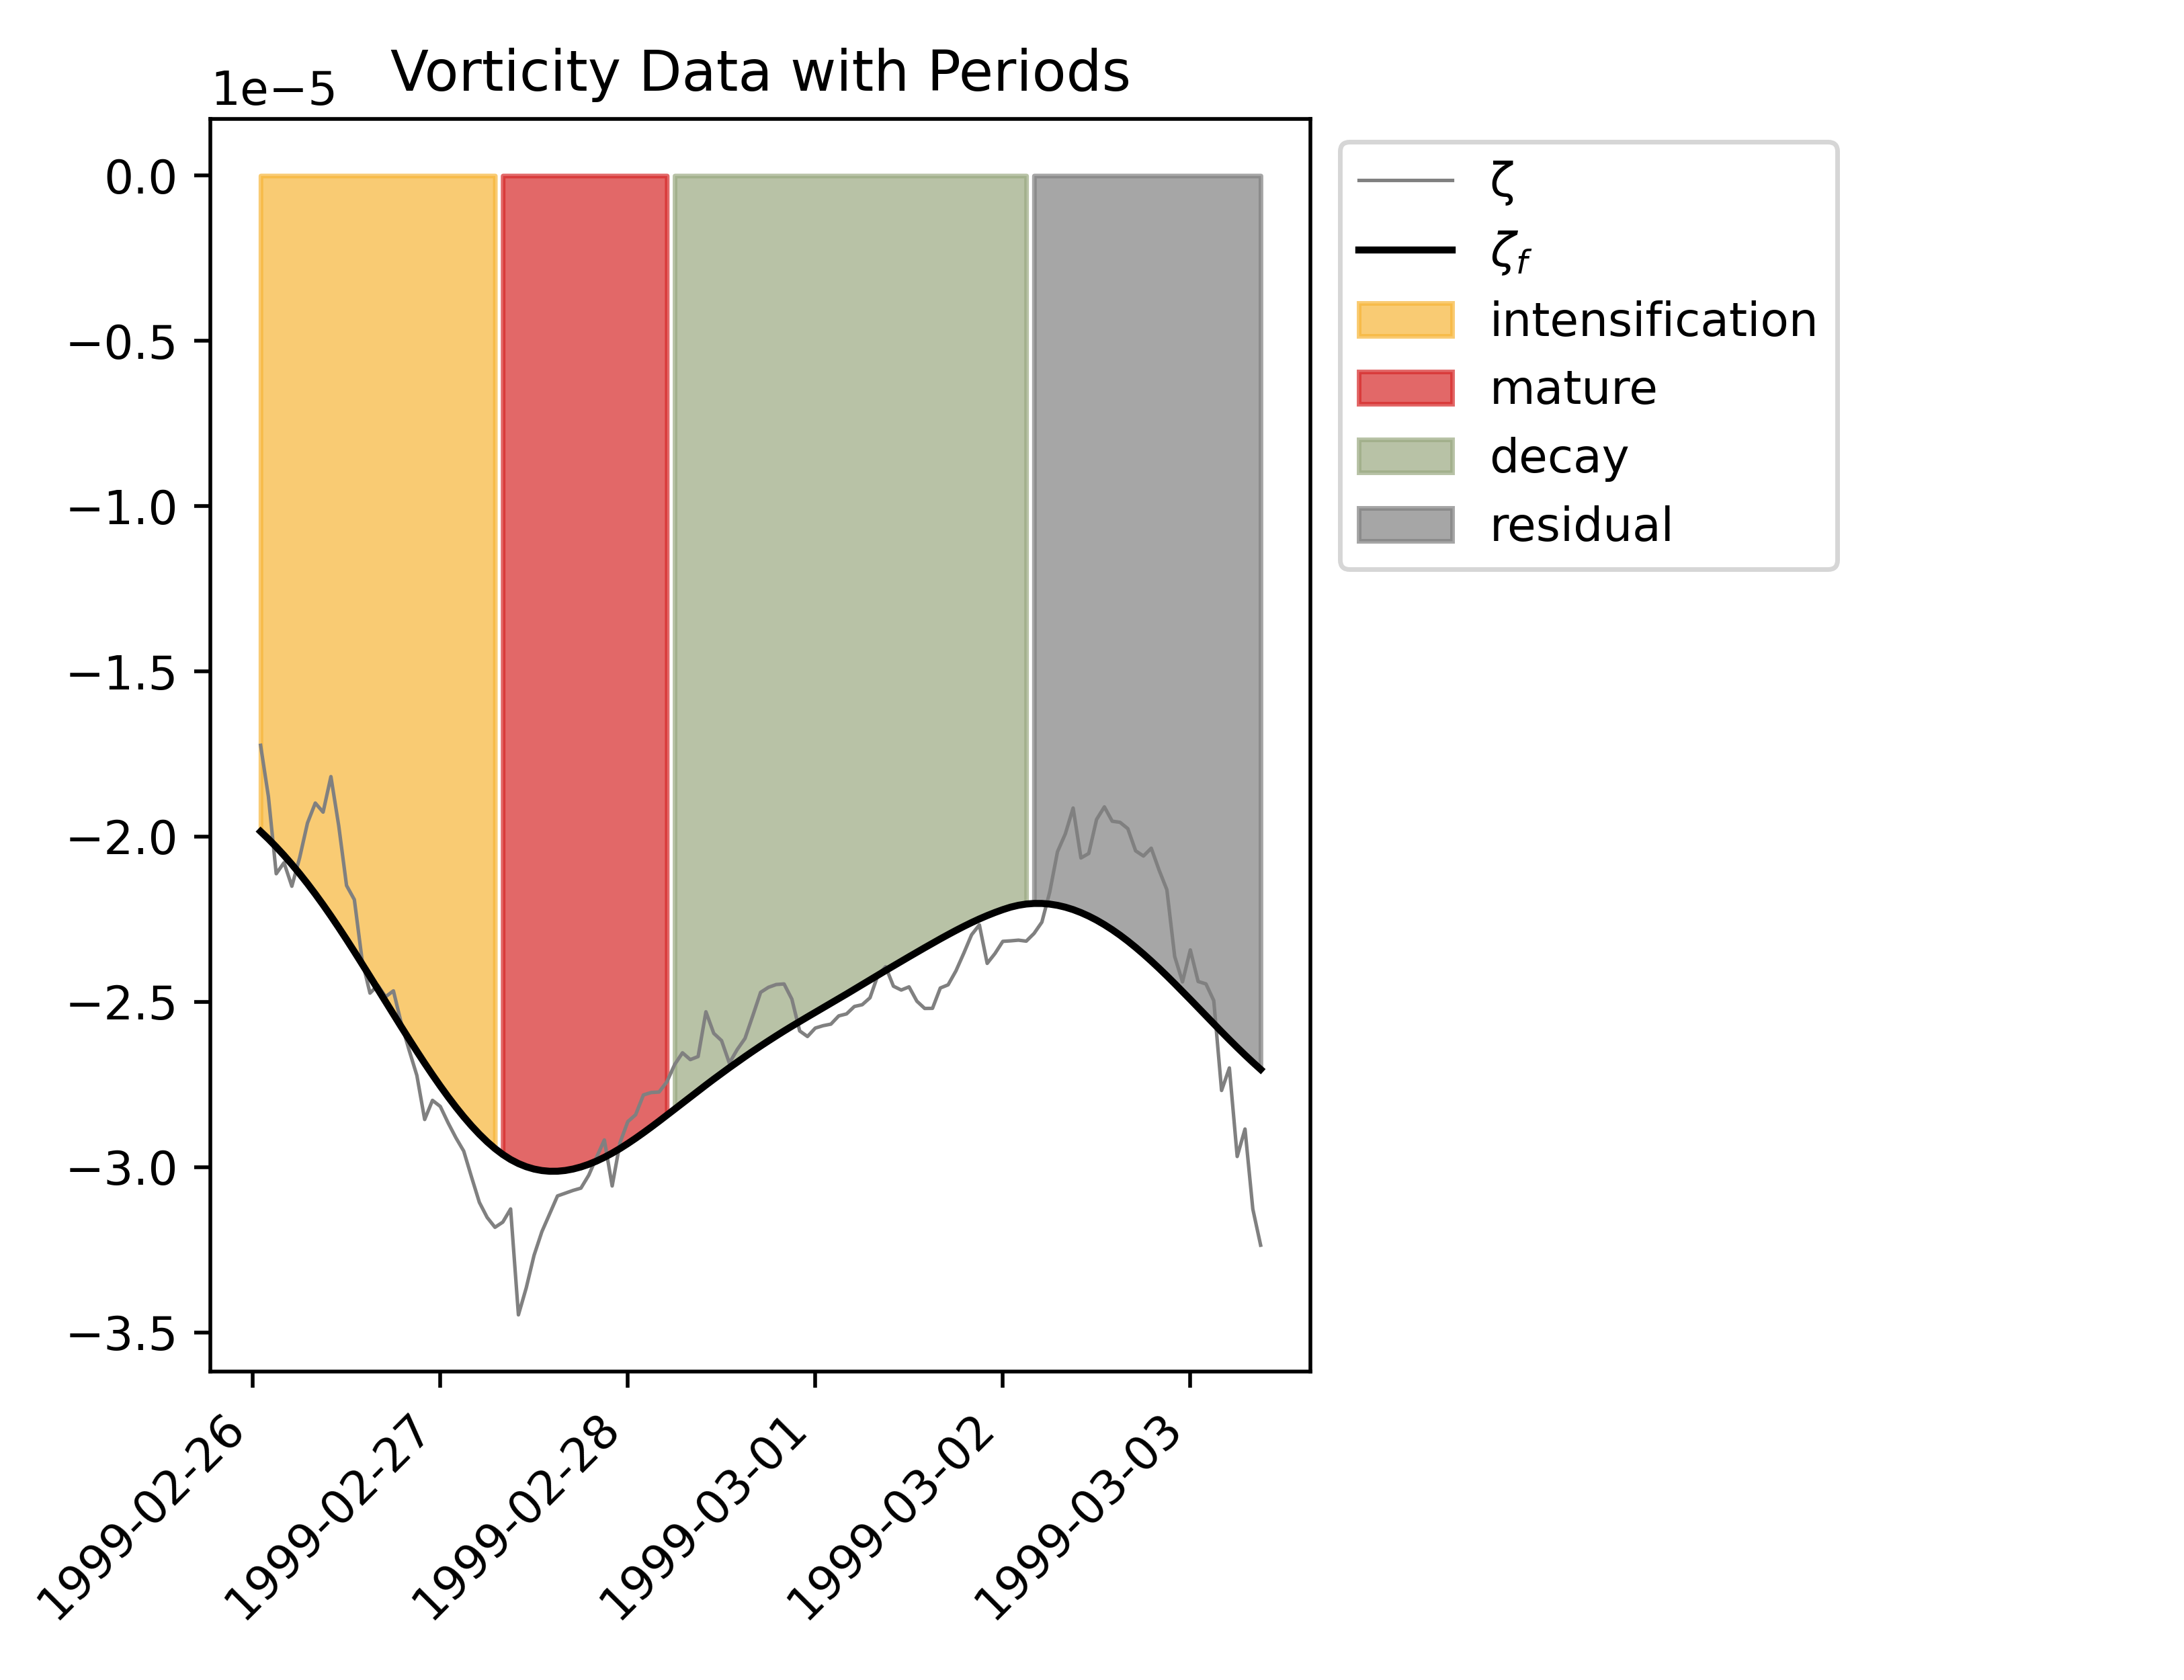 Vorticity Data with Periods
1e−5
0.0
−0.5
−1.0
−1.5
−2.0
−2.5
−3.0
−3.5
1999-02-26
1999-02-27
1999-02-28
1999-03-01
1999-03-02
1999-03-03
ζ
ζf
intensification
mature
decay
residual